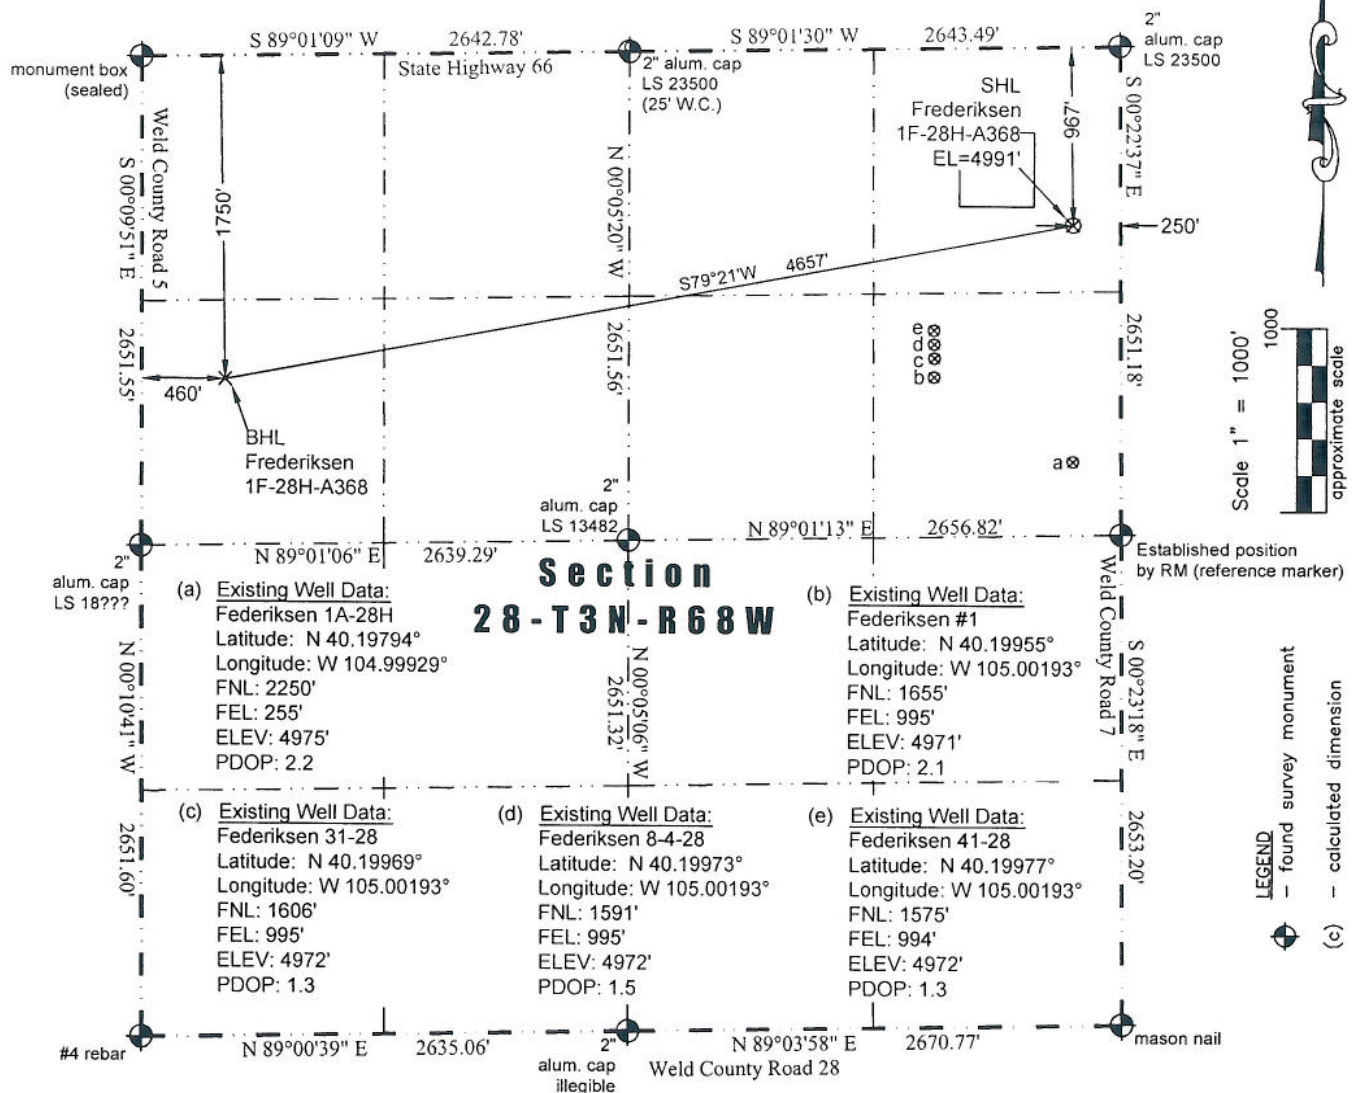 S 89°01'09" W 2642.78'
S 89°01'30" W 2643.49'
2"
alum. cap
LS 23500
monument box
(sealed)
State Highway 66
2" alum. cap
LS 23500
(25' W.C.)
SHL
Frederiksen
1F-28H-A368
EL=4991'
967'
S 00°22'37" E
250'
Weld County Road 5
S 00°09'51" E
1750'
N 00°05'20" W
S79°21'W 4657'
2651.55'
2651.56'
2651.18'
e
d
c
b
a
460'
BHL
Frederiksen
1F-28H-A368
1000
Scale 1" = 1000'
approximate scale
2"
alum. cap
LS 13482
N 89°01'13" E 2656.82'
N 89°01'06" E 2639.29'
Established position
by RM (reference marker)
2"
alum. cap
LS 18???
Section
28-T3N-R68W
(a) Existing Well Data:
Federiksen 1A-28H
Latitude: N 40.19794°
Longitude: W 104.99929°
FNL: 2250'
FEL: 255'
ELEV: 4975'
PDOP: 2.2
(b) Existing Well Data:
Federiksen #1
Latitude: N 40.19955°
Longitude: W 105.00193°
FNL: 1655'
FEL: 995'
ELEV: 4971'
PDOP: 2.1
N 00°10'41" W
N 00°05'06" W
2651.32'
Weld County Road 7
S 00°23'18" E
(c) Existing Well Data:
Federiksen 31-28
Latitude: N 40.19969°
Longitude: W 105.00193°
FNL: 1606'
FEL: 995'
ELEV: 4972'
PDOP: 1.3
(d) Existing Well Data:
Federiksen 8-4-28
Latitude: N 40.19973°
Longitude: W 105.00193°
FNL: 1591'
FEL: 995'
ELEV: 4972'
PDOP: 1.5
(e) Existing Well Data:
Federiksen 41-28
Latitude: N 40.19977°
Longitude: W 105.00193°
FNL: 1575'
FEL: 994'
ELEV: 4972'
PDOP: 1.3
2651.60'
2653.20'
LEGEND
- found survey monument
(c) - calculated dimension
#4 rebar
N 89°00'39" E 2635.06'
2"
alum. cap
illegible
N 89°03'58" E 2670.77'
Weld County Road 28
mason nail